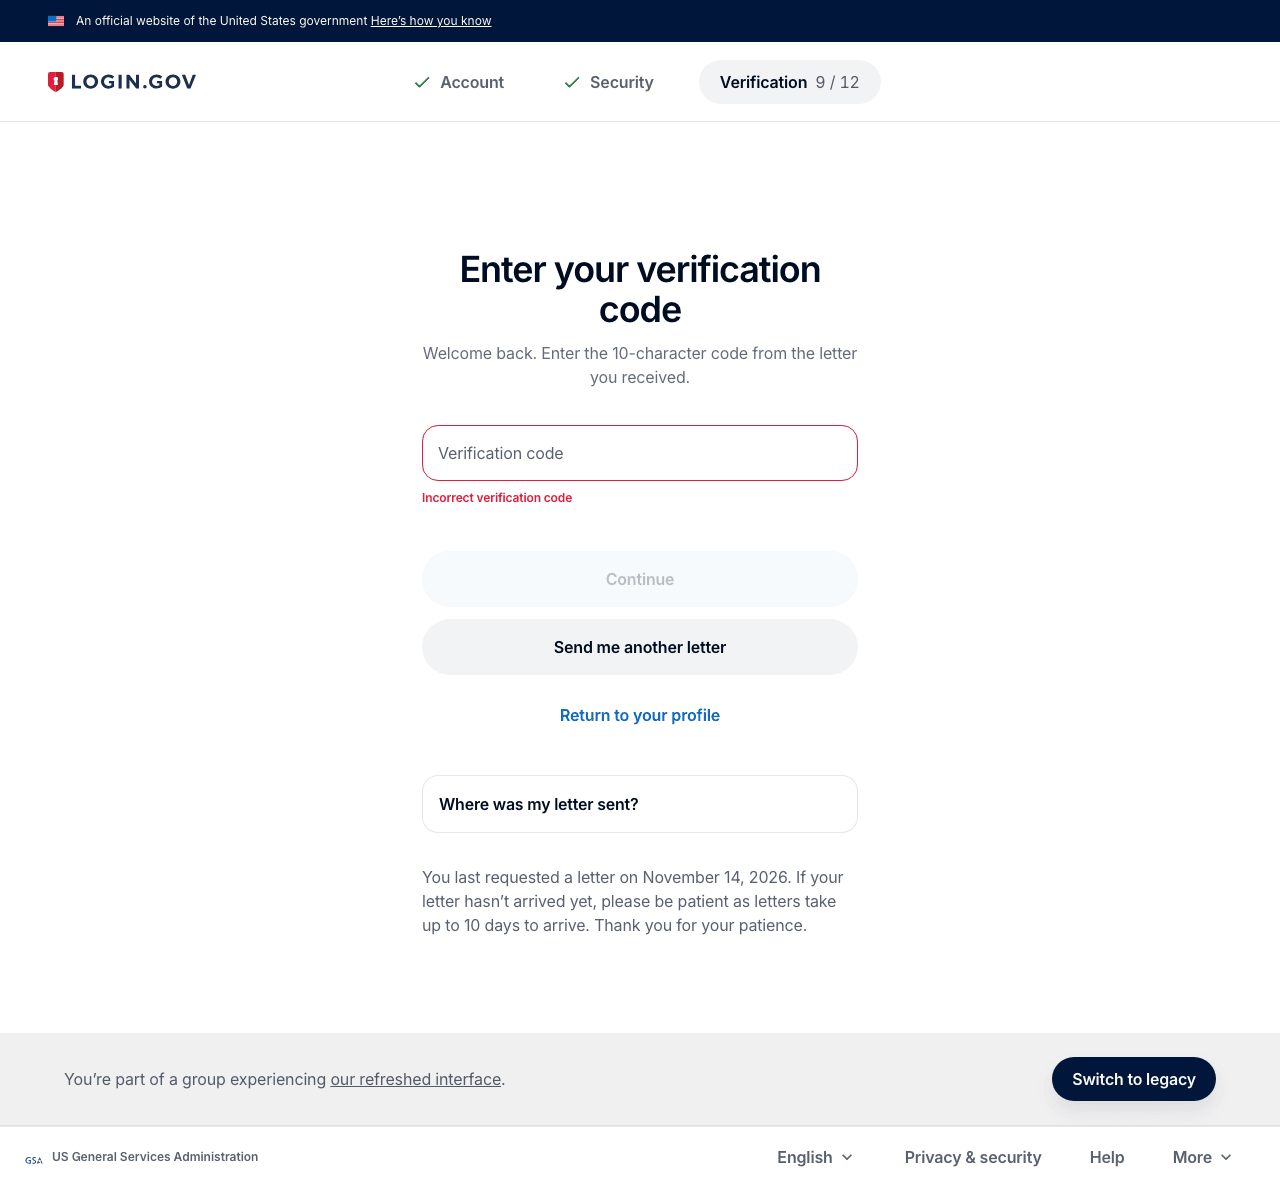 An official website of the United States government Here’s how you know
LOGIN.GOV
Account
Security
Verification 9 / 12
Enter your verification
code
Welcome back. Enter the 10-character code from the letter
you received.
Verification code
Incorrect verification code
Continue
Send me another letter
Return to your profile
Where was my letter sent?
You last requested a letter on November 14, 2026. If your
letter hasn’t arrived yet, please be patient as letters take
up to 10 days to arrive. Thank you for your patience.
You’re part of a group experiencing our refreshed interface.
Switch to legacy
GSA US General Services Administration
English
Privacy & security
Help
More